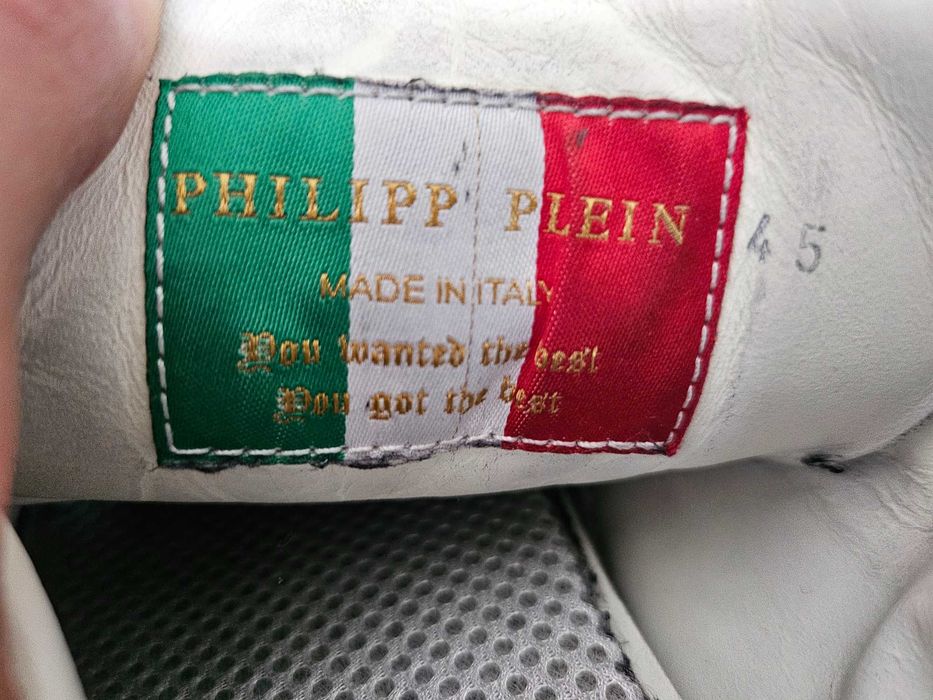 PHILIPP PLEIN
45
MADE IN ITALY
You wanted the best
You got the best